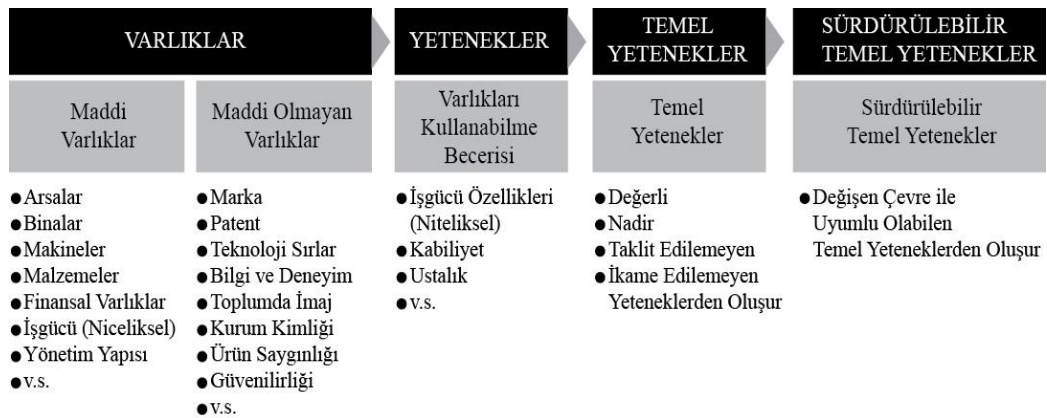 VARLIKLAR
YETENEKLER
TEMEL
YETENEKLER
SÜRDÜRÜLEBİLİR
TEMEL YETENEKLER
Maddi
Varlıklar
Maddi Olmayan
Varlıklar
Varlıkları
Kullanabilme
Becerisi
Temel
Yetenekler
Sürdürülebilir
Temel Yetenekler
● Arsalar
● Binalar
● Makineler
● Malzemeler
● Finansal Varlıklar
● İşgücü (Niceliksel)
● Yönetim Yapısı
● v.s.
● Marka
● Patent
● Teknoloji Sırlar
● Bilgi ve Deneyim
● Toplumda İmaj
● Kurum Kimliği
● Ürün Saygınlığı
● Güvenilirliği
● v.s.
● İşgücü Özellikleri
(Niteliksel)
● Kabiliyet
● Ustalık
● v.s.
● Değerli
● Nadir
● Taklit Edilemeyen
● İkame Edilemeyen
Yeteneklerden Oluşur
● Değişen Çevre ile
Uyumlu Olabilen
Temel Yeteneklerden Oluşur